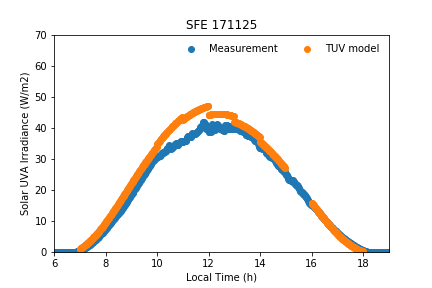 SFE 171125
Measurement
TUV model
Solar UVA Irradiance (W/m2)
70
60
50
40
30
20
10
0
6 8 10 12 14 16 18
Local Time (h)